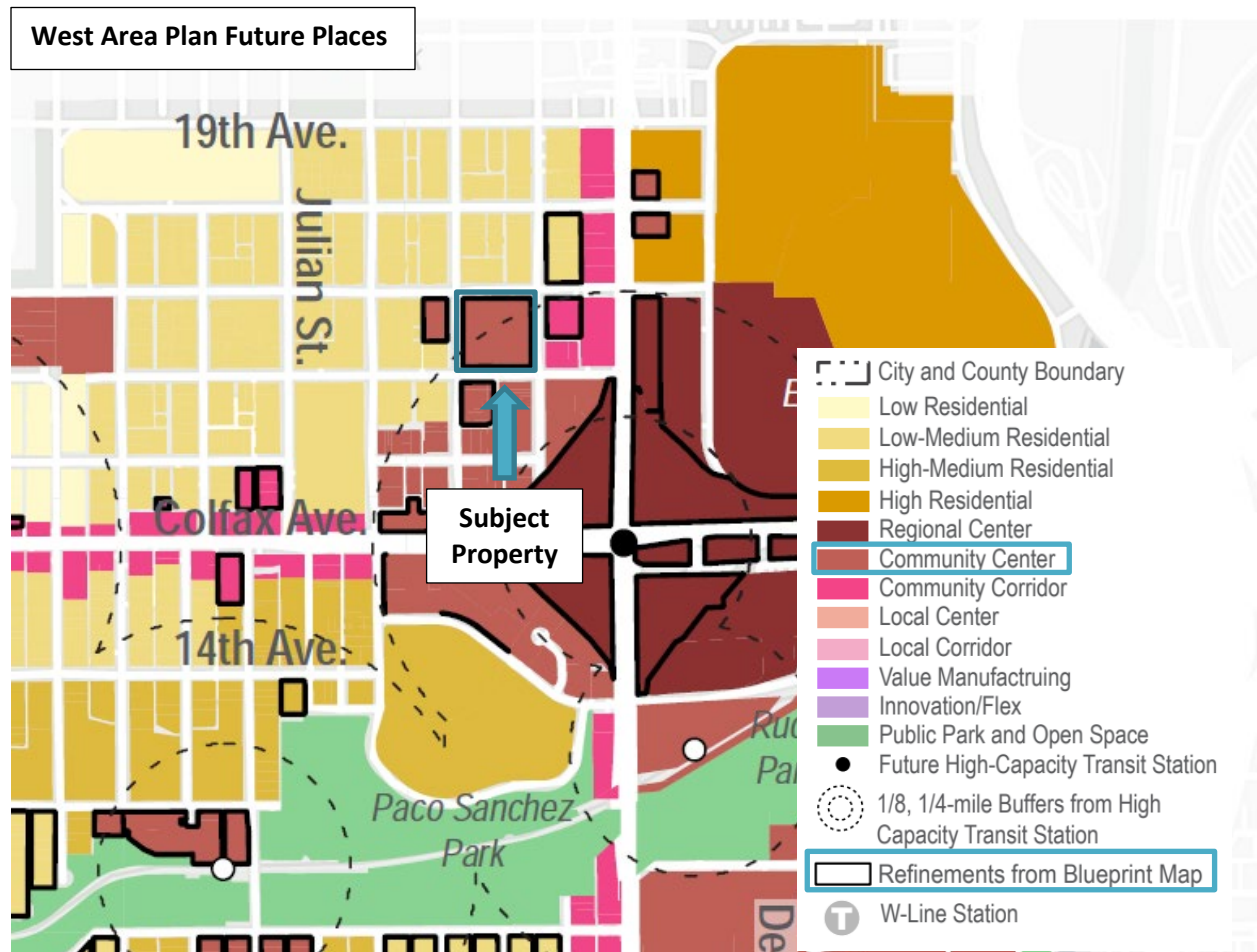 West Area Plan Future Places
19th Ave.
Julian St.
Colfax Ave.
Subject
Property
14th Ave.
Paco Sanchez
Park
City and County Boundary
Low Residential
Low-Medium Residential
High-Medium Residential
High Residential
Regional Center
Community Center
Community Corridor
Local Center
Local Corridor
Value Manufactruing
Innovation/Flex
Public Park and Open Space
Future High-Capacity Transit Station
1/8, 1/4-mile Buffers from High
Capacity Transit Station
Refinements from Blueprint Map
T W-Line Station